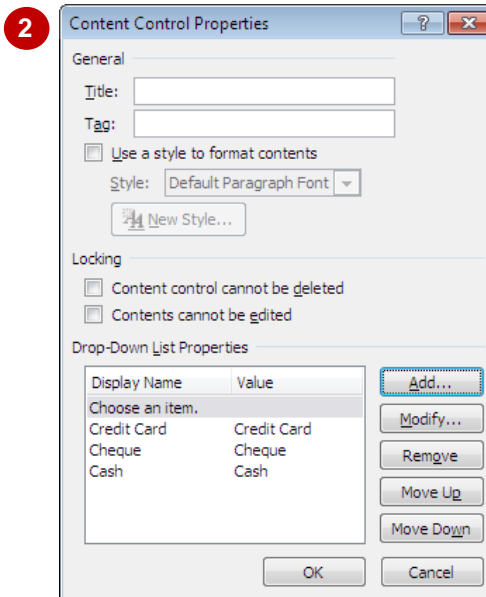 2
Content Control Properties
?
General
Title:
Tag:
Use a style to format contents
Style: Default Paragraph Font
New Style...
Locking
Content control cannot be deleted
Contents cannot be edited
Drop-Down List Properties
Display Name Value
Choose an item.
Credit Card Credit Card
Cheque Cheque
Cash Cash
Add...
Modify...
Remove
Move Up
Move Down
OK Cancel